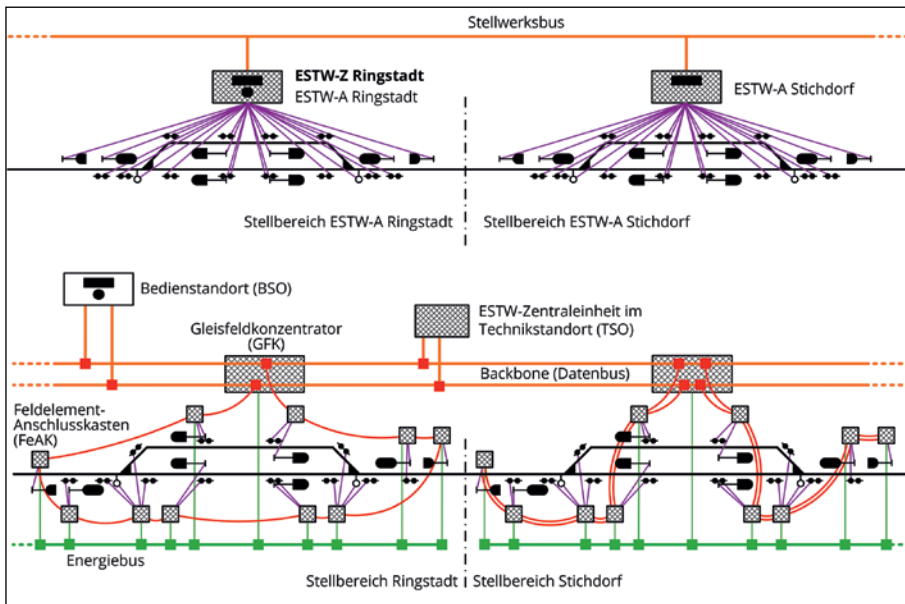 Stellwerksbus
ESTW-Z Ringstadt
ESTW-A Ringstadt
ESTW-A Stichdorf
Stellbereich ESTW-A Ringstadt
Stellbereich ESTW-A Stichdorf
Bedienstandort (BSO)
ESTW-Zentraleinheit im
Technikstandort (TSO)
Gleisfeldkonzentrator
(GFK)
Backbone (Datenbus)
Feldelement-
Anschlusskasten
(FeAK)
Energiebus
Stellbereich Ringstadt
Stellbereich Stichdorf